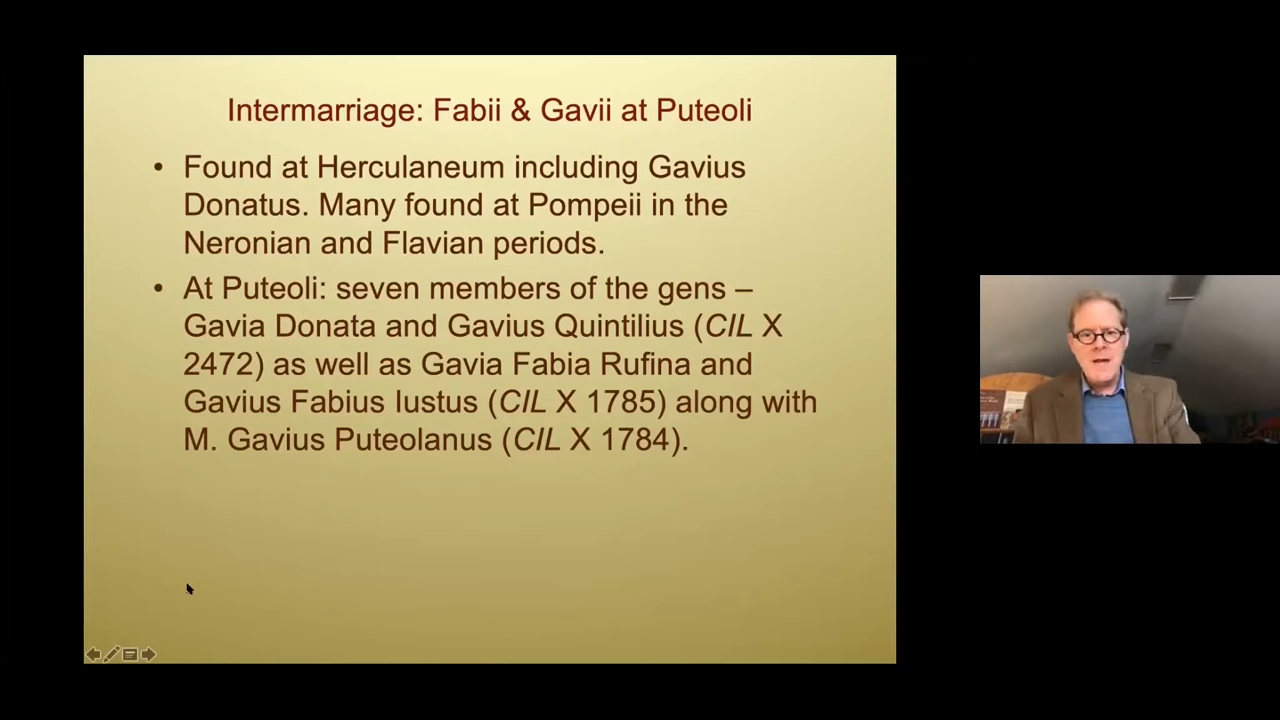 Intermarriage: Fabii & Gavii at Puteoli
• Found at Herculaneum including Gavius
Donatus. Many found at Pompeii in the
Neronian and Flavian periods.
• At Puteoli: seven members of the gens –
Gavia Donata and Gavius Quintilius (CIL X
2472) as well as Gavia Fabia Rufina and
Gavius Fabius Iustus (CIL X 1785) along with
M. Gavius Puteolanus (CIL X 1784).